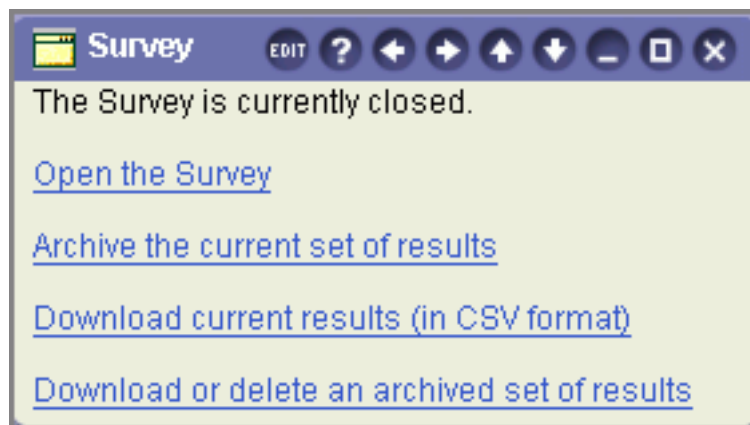 Survey EDIT ?
The Survey is currently closed.
Open the Survey
Archive the current set of results
Download current results (in CSV format)
Download or delete an archived set of results